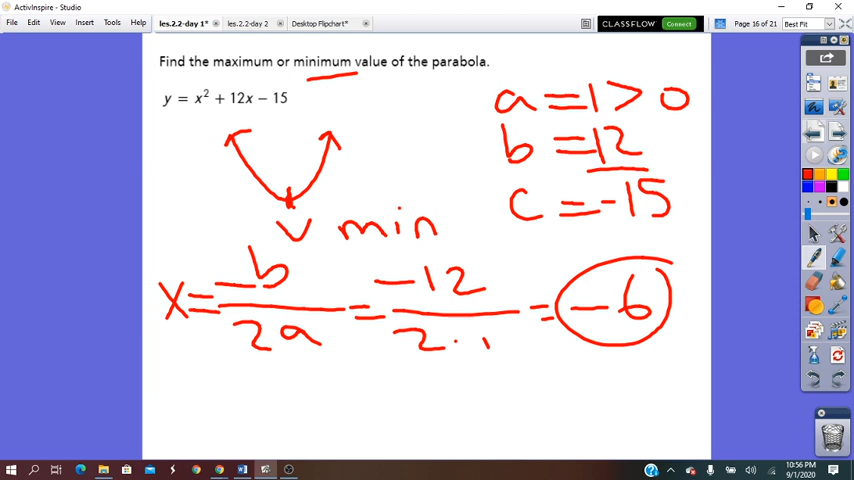 ActivInspire - Studio
les.2.2-day 1* les.2.2-day 2 Desktop Flipchart* CLASSFLOW Connect Page 16 of 21 Best Fit
File Edit View Insert Tools Help
Find the maximum or minimum value of the parabola.
y = x² + 12x − 15
a = 1 > 0
b = 12
c = -15
V min
x = -b/2a = -12/2·1 = -6
10:56 PM
9/1/2020